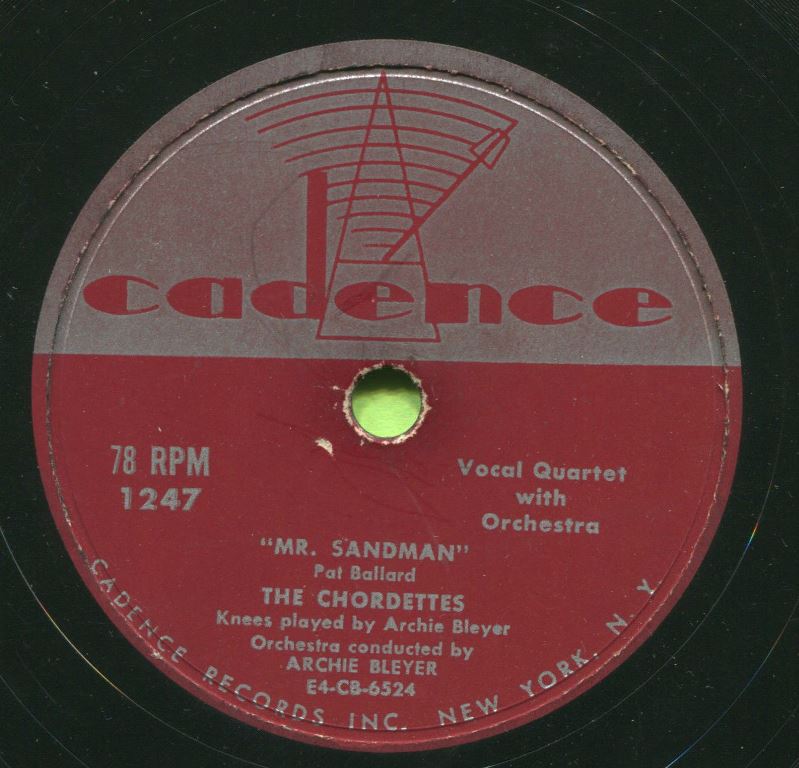 cadence
78 RPM
1247
Vocal Quartet
with
Orchestra
"MR. SANDMAN"
Pat Ballard
THE CHORDETTES
Knees played by Archie Bleyer
Orchestra conducted by
ARCHIE BLEYER
E4-CB-6524
CADENCE RECORDS INC. NEW YORK, N. Y.